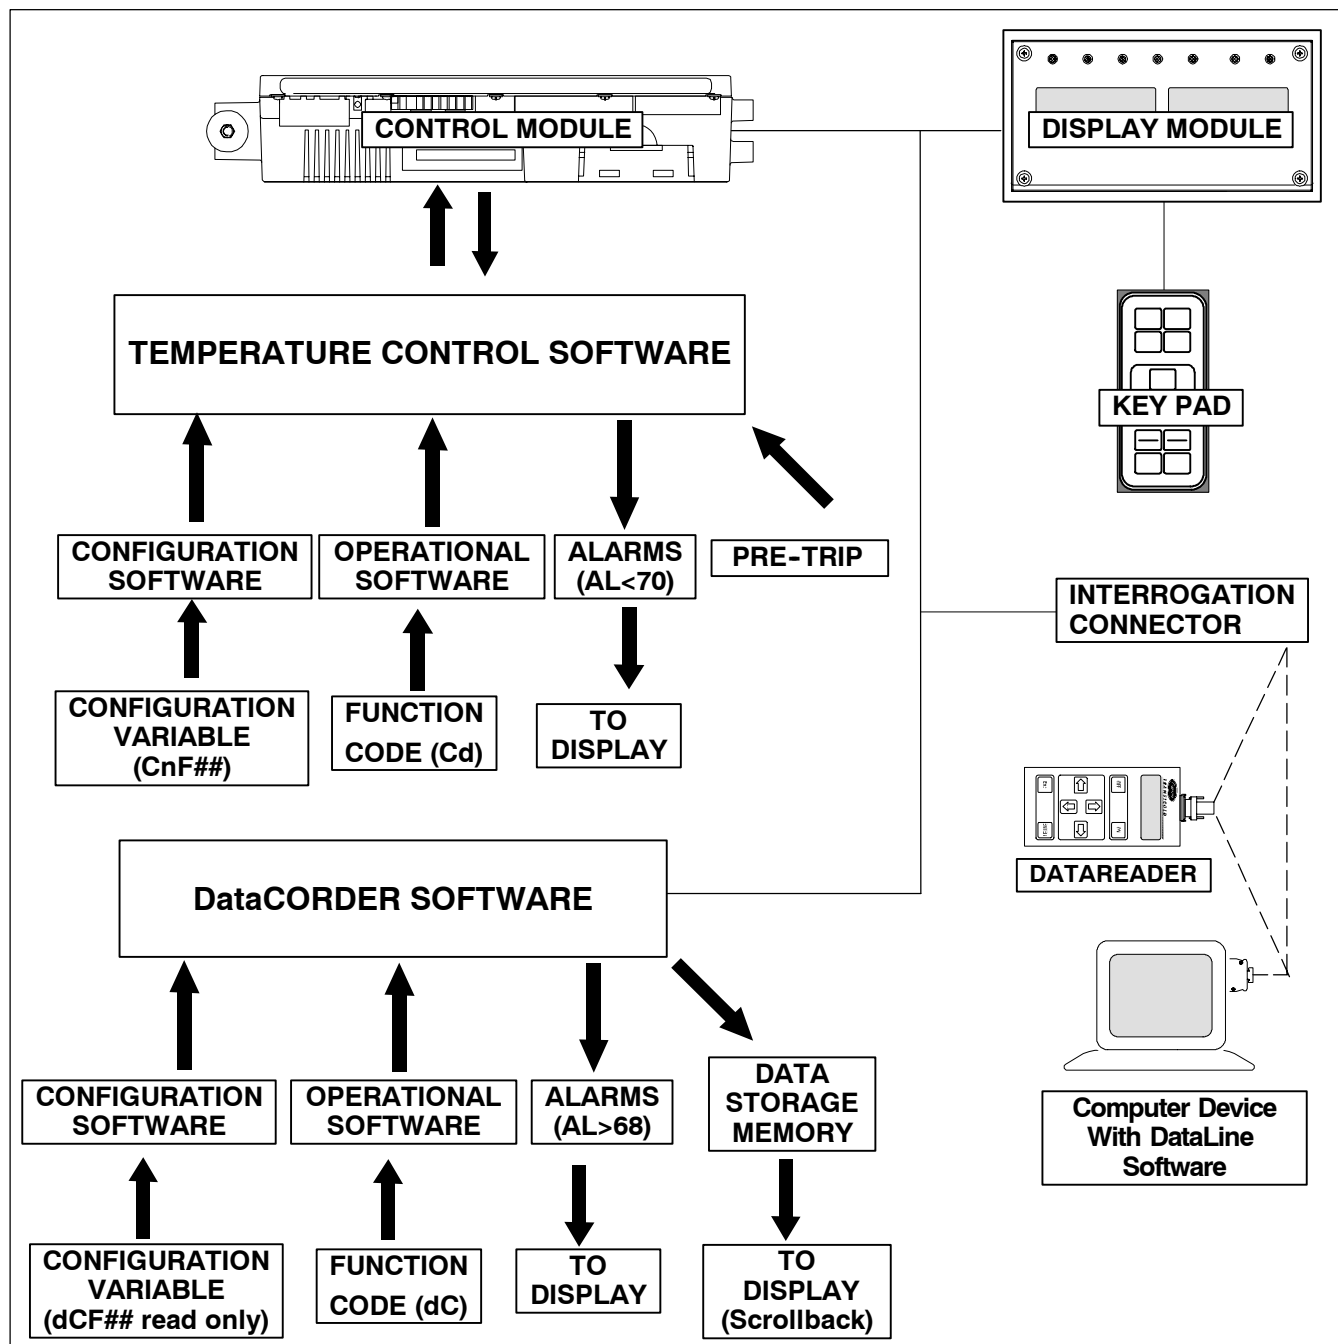 CONTROL MODULE
DISPLAY MODULE
TEMPERATURE CONTROL SOFTWARE
KEY PAD
CONFIGURATION
SOFTWARE
OPERATIONAL
SOFTWARE
ALARMS
(AL<70)
PRE-TRIP
INTERROGATION
CONNECTOR
CONFIGURATION
VARIABLE
(CnF##)
FUNCTION
CODE (Cd)
TO
DISPLAY
DATAREADER
DataCORDER SOFTWARE
CONFIGURATION
SOFTWARE
OPERATIONAL
SOFTWARE
ALARMS
(AL>68)
DATA
STORAGE
MEMORY
Computer Device
With DataLine
Software
CONFIGURATION
VARIABLE
(dCF## read only)
FUNCTION
CODE (dC)
TO
DISPLAY
TO
DISPLAY
(Scrollback)